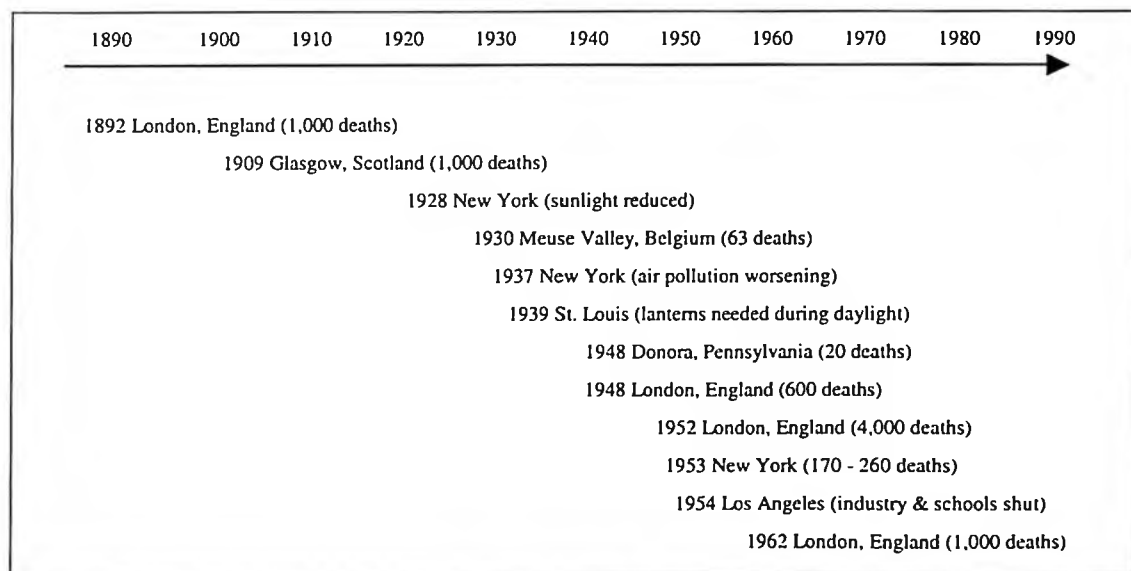 1890 1900 1910 1920 1930 1940 1950 1960 1970 1980 1990
1892 London, England (1,000 deaths)
1909 Glasgow, Scotland (1,000 deaths)
1928 New York (sunlight reduced)
1930 Meuse Valley, Belgium (63 deaths)
1937 New York (air pollution worsening)
1939 St. Louis (lanterns needed during daylight)
1948 Donora, Pennsylvania (20 deaths)
1948 London, England (600 deaths)
1952 London, England (4,000 deaths)
1953 New York (170 - 260 deaths)
1954 Los Angeles (industry & schools shut)
1962 London, England (1,000 deaths)